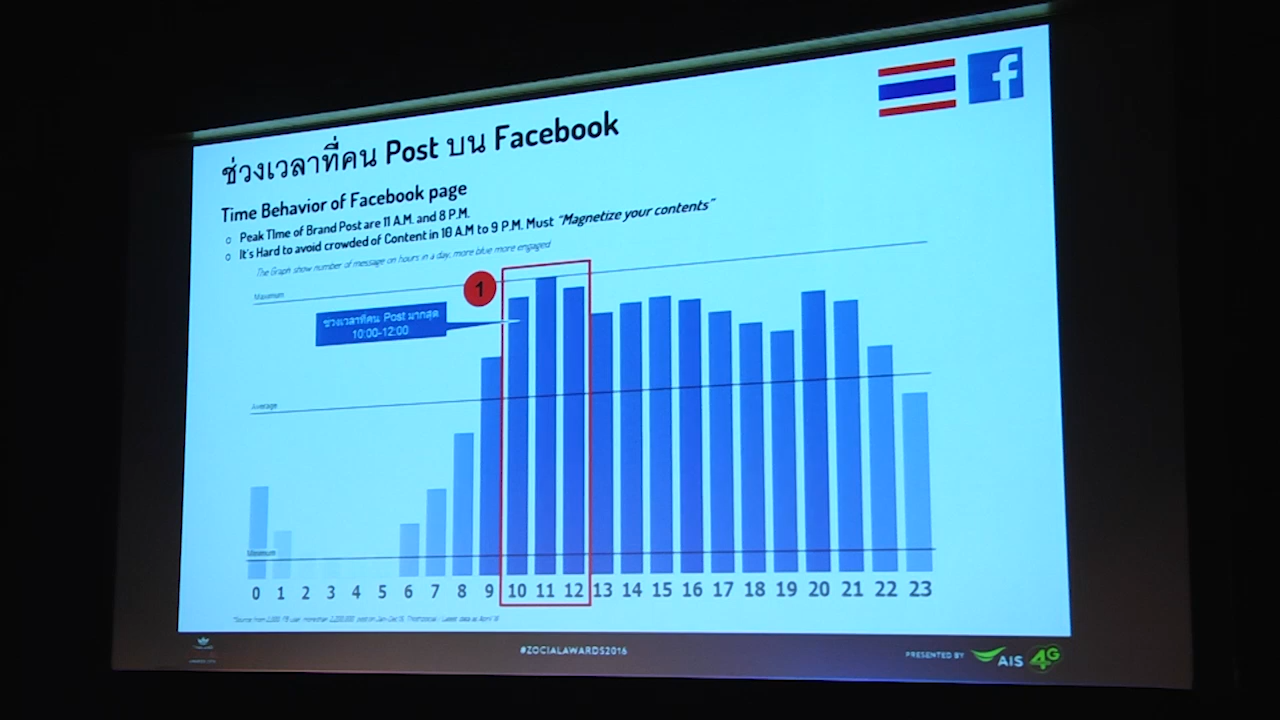 ช่วงเวลาที่คน Post บน Facebook
Time Behavior of Facebook page
Peak TIme of Brand Post are 11 A.M. and 8 P.M.
It's Hard to avoid crowded of Content in 10 A.M to 9 P.M. Must "Magnetize your contents"
The Graph show number of message on hours in a day, more blue more engaged
Maximum
1
ช่วงเวลาที่คน Post มากสุด
10:00-12:00
Average
Minimum
0 1 2 3 4 5 6 7 8 9 10 11 12 13 14 15 16 17 18 19 20 21 22 23
#ZOCIALAWARDS2016
PRESENTED BY AIS 4G